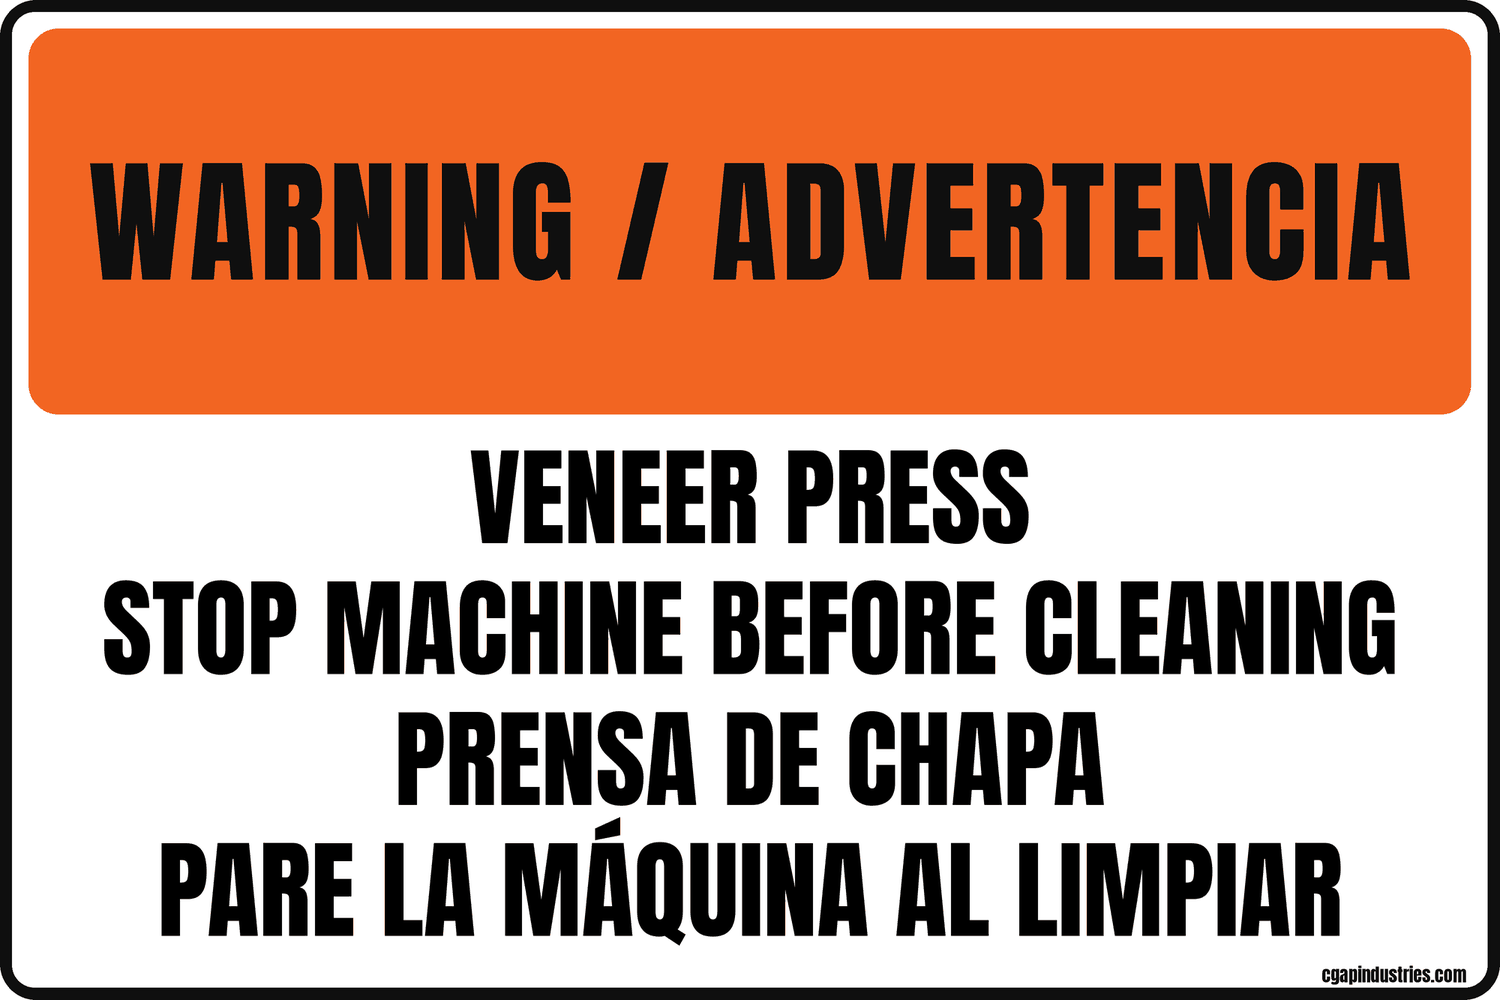 WARNING / ADVERTENCIA
VENEER PRESS
STOP MACHINE BEFORE CLEANING
PRENSA DE CHAPA
PARE LA MÁQUINA AL LIMPIAR
cgapindustries.com